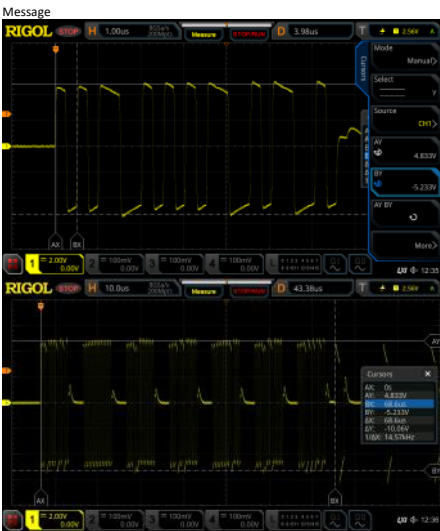 Message
RIGOL STOP H 1.00us Measure STOP/RUN D 3.98us T 2.56V A
Cursors
Mode
Manual
Select
Y
Source
CH1
AY
4.833V
BY
-5.233V
AY BY
More
AX BX
1 = 2.00V 0.00V 2 = 100mV 0.00V 3 = 100mV 0.00V 4 = 100mV 0.00V L LXI 12:35
RIGOL STOP H 10.0us Measure STOP/RUN D 43.38us T 2.56V A
AY
Cursors X
AX: 0s
AY: 4.833V
BX: 68.6us
BY: -5.233V
ΔX: 68.6us
ΔY: -10.06V
1/ΔX: 14.57kHz
BY
AX BX
1 = 2.00V 0.00V 2 = 100mV 0.00V 3 = 100mV 0.00V 4 = 100mV 0.00V L LXI 12:36